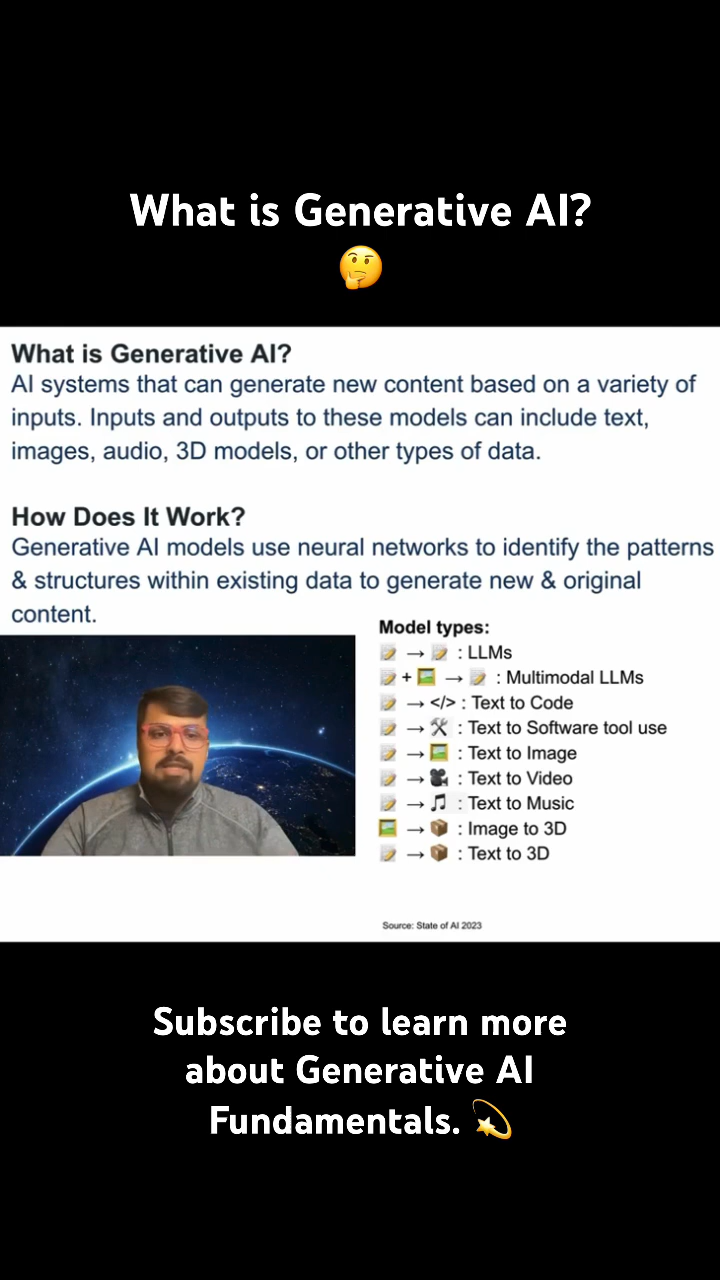 What is Generative AI?
🤔
What is Generative AI?
AI systems that can generate new content based on a variety of
inputs. Inputs and outputs to these models can include text,
images, audio, 3D models, or other types of data.
How Does It Work?
Generative AI models use neural networks to identify the patterns
& structures within existing data to generate new & original
content.
Model types:
📝 → 📝 : LLMs
📝 + 🖼️ → 📝 : Multimodal LLMs
📝 → </> : Text to Code
📝 → 🛠 : Text to Software tool use
📝 → 🖼️ : Text to Image
📝 → 🎥 : Text to Video
📝 → 🎵 : Text to Music
🖼️ → 📦 : Image to 3D
📝 → 📦 : Text to 3D
Source: State of AI 2023
Subscribe to learn more
about Generative AI
Fundamentals. 💫